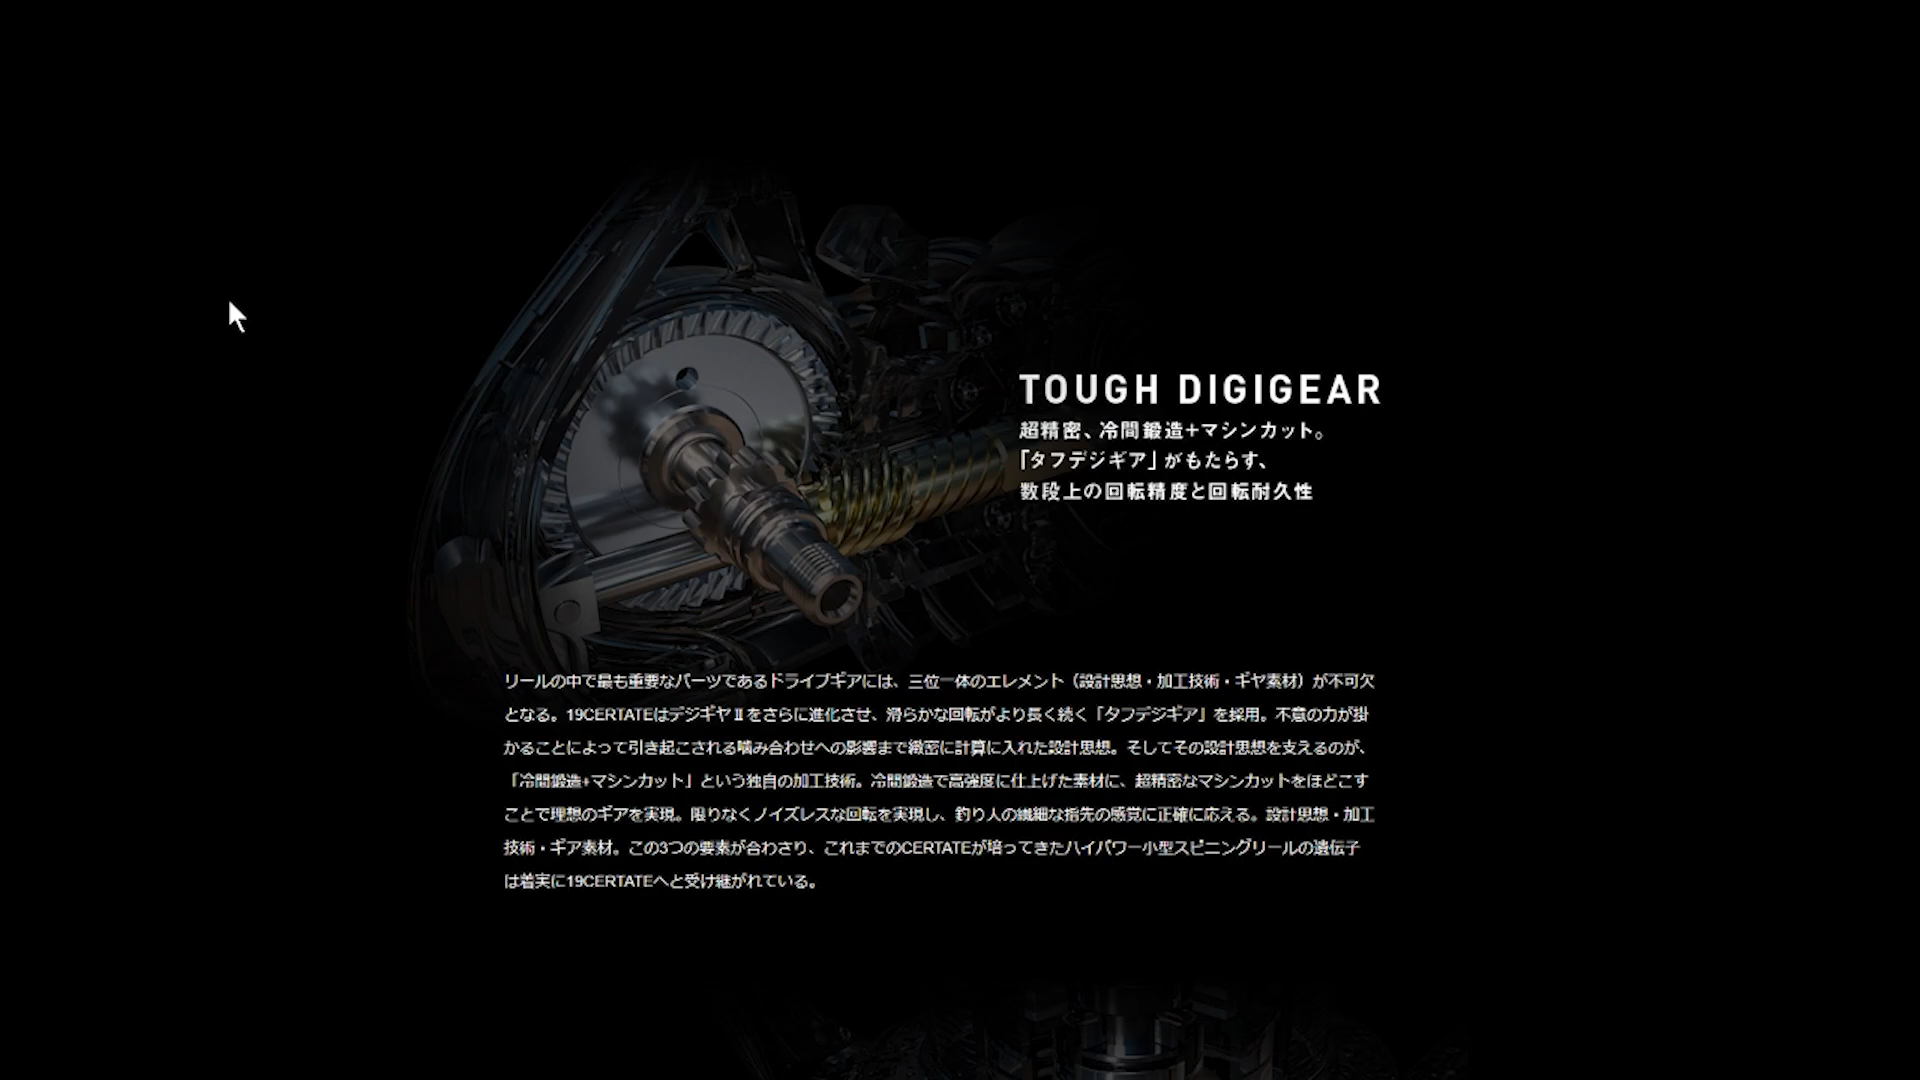 TOUGH DIGIGEAR
超精密、冷間鍛造+マシンカット。
「タフデジギア」がもたらす、
数段上の回転精度と回転耐久性
リールの中で最も重要なパーツであるドライブギアには、三位一体のエレメント（設計思想・加工技術・ギヤ素材）が不可欠
となる。19CERTATEはデジギヤⅡをさらに進化させ、滑らかな回転がより長く続く「タフデジギア」を採用。不意の力が掛
かることによって引き起こされる噛み合わせへの影響まで緻密に計算に入れた設計思想。そしてその設計思想を支えるのが、
「冷間鍛造+マシンカット」という独自の加工技術。冷間鍛造で高強度に仕上げた素材に、超精密なマシンカットをほどこす
ことで理想のギアを実現。限りなくノイズレスな回転を実現し、釣り人の繊細な指先の感覚に正確に応える。設計思想・加工
技術・ギア素材。この3つの要素が合わさり、これまでのCERTATEが培ってきたハイパワー小型スピニングリールの遺伝子
は着実に19CERTATEへと受け継がれている。